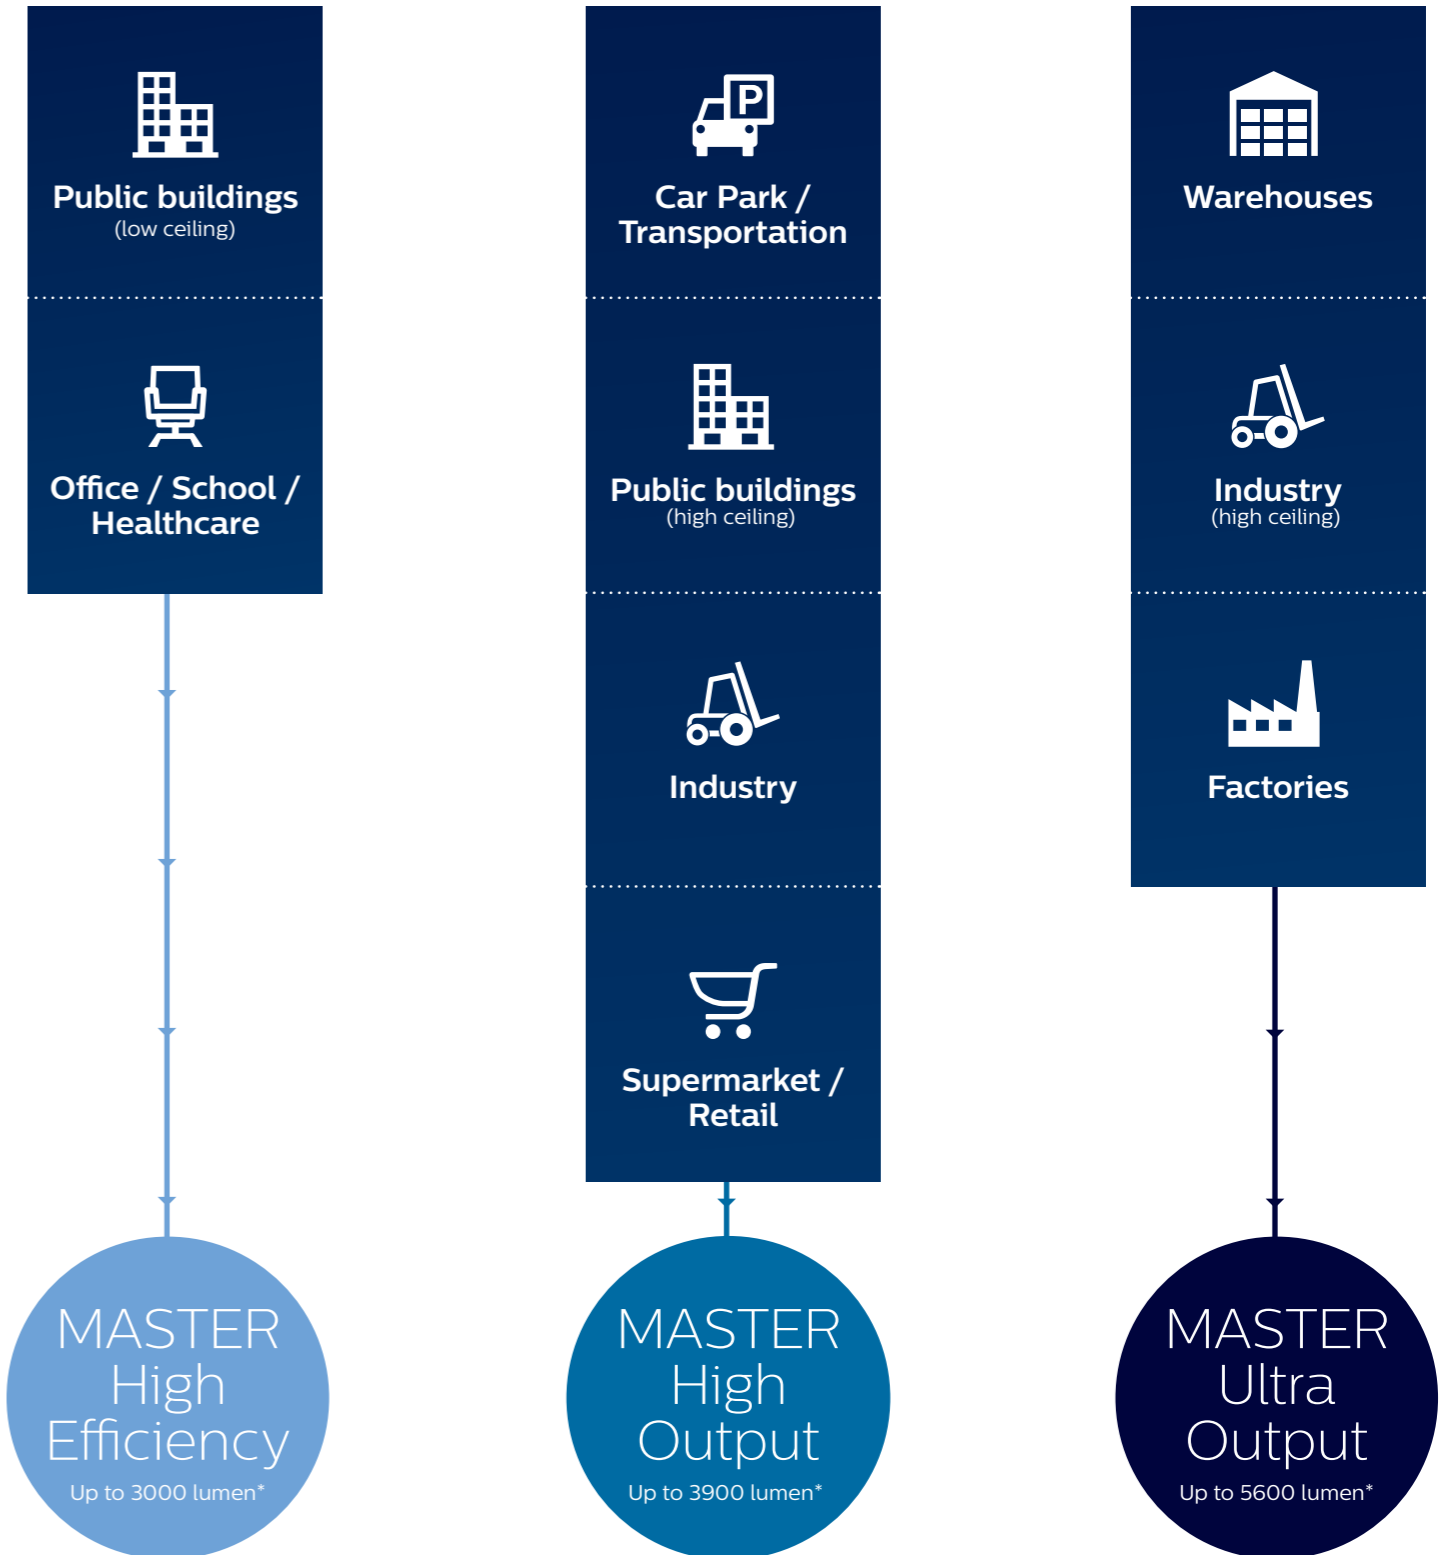 Public buildings
(low ceiling)
Office / School /
Healthcare
MASTER
High
Efficiency
Up to 3000 lumen*
P
Car Park /
Transportation
Public buildings
(high ceiling)
Industry
Supermarket /
Retail
MASTER
High
Output
Up to 3900 lumen*
Warehouses
Industry
(high ceiling)
Factories
MASTER
Ultra
Output
Up to 5600 lumen*